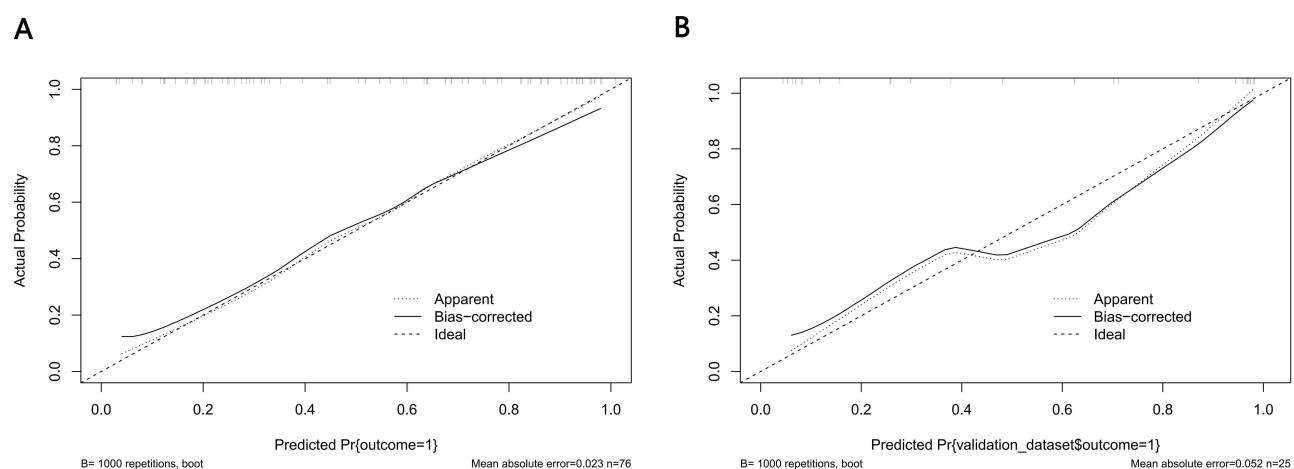 A
Actual Probability
1.0
0.8
0.6
0.4
0.2
0.0
Apparent
Bias−corrected
Ideal
0.0 0.2 0.4 0.6 0.8 1.0
Predicted Pr{outcome=1}
B= 1000 repetitions, boot Mean absolute error=0.023 n=76
B
Actual Probability
1.0
0.8
0.6
0.4
0.2
0.0
Apparent
Bias−corrected
Ideal
0.0 0.2 0.4 0.6 0.8 1.0
Predicted Pr{validation_dataset$outcome=1}
B= 1000 repetitions, boot Mean absolute error=0.052 n=25